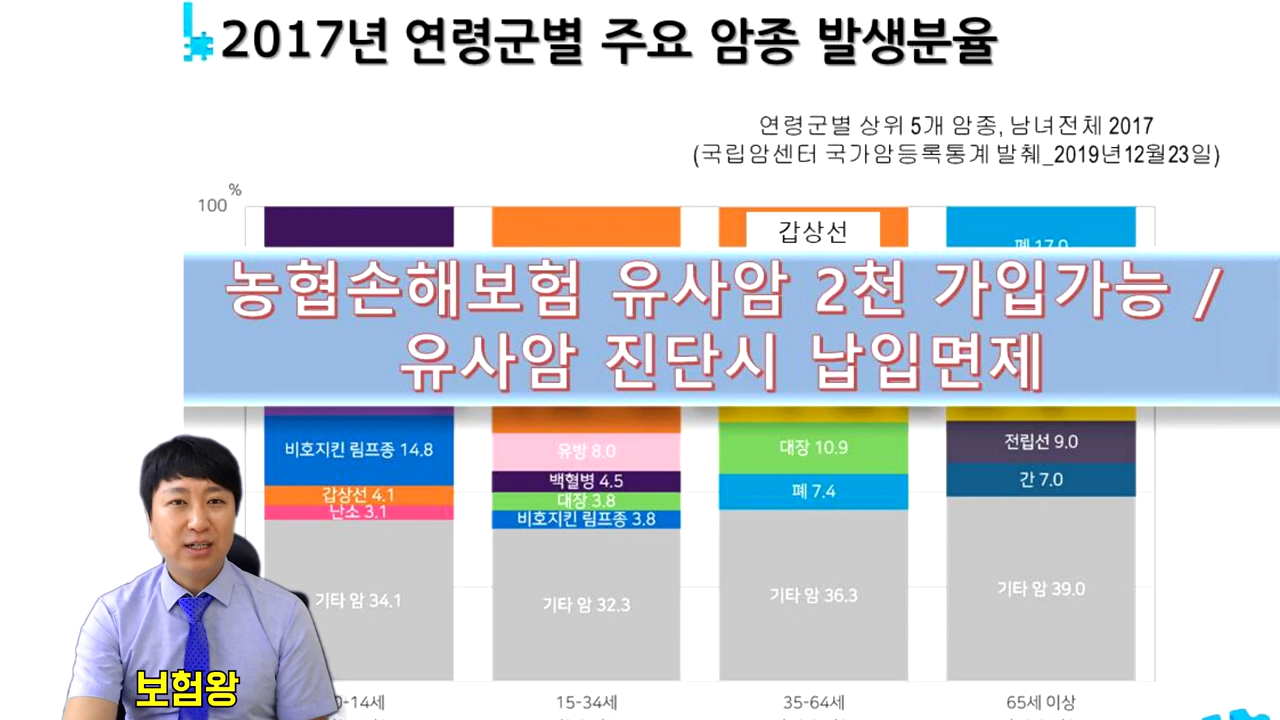 2017년 연령군별 주요 암종 발생분율
연령군별 상위 5개 암종, 남녀전체 2017
(국립암센터 국가암등록통계 발췌_2019년12월23일)
%
100
갑상선
폐 17.0
농협손해보험 유사암 2천 가입가능 /
유사암 진단시 납입면제
비호지킨 림프종 14.8
갑상선 4.1
난소 3.1
기타 암 34.1
유방 8.0
백혈병 4.5
대장 3.8
비호지킨 림프종 3.8
기타 암 32.3
대장 10.9
폐 7.4
기타 암 36.3
전립선 9.0
간 7.0
기타 암 39.0
0-14세
15-34세
35-64세
65세 이상
보험왕